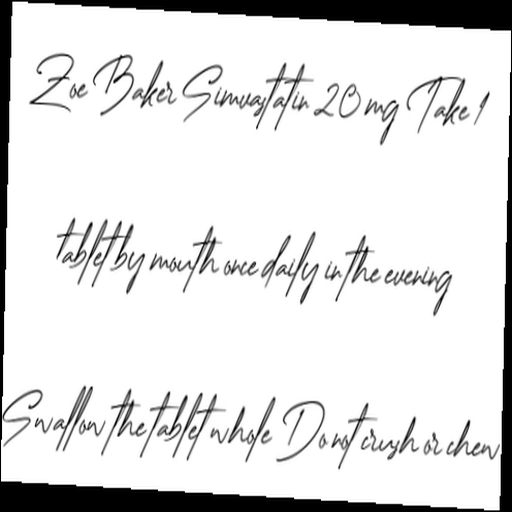 Zoe Baker Simvastatin 20 mg Take 1
tablet by mouth once daily in the evening
Swallow the tablet whole Do not crush or chew